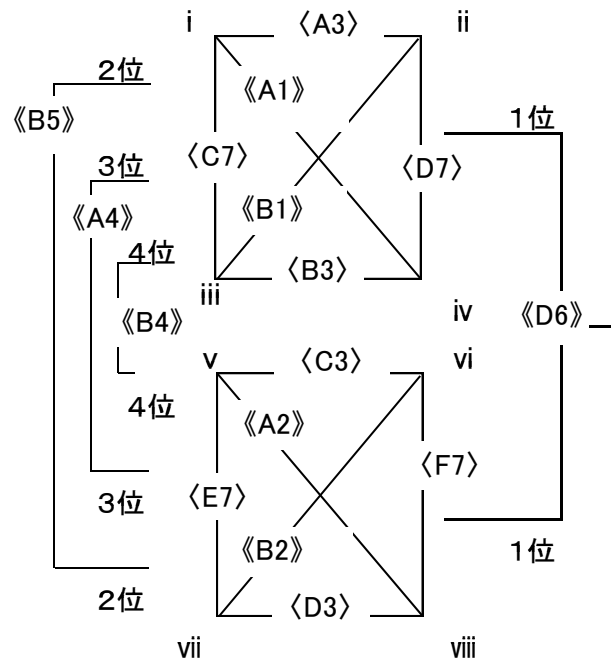 ⅰ 〈A3〉 ⅱ
2位 《A1》 1位
《B5》
3位 〈C7〉 〈D7〉
《A4》 《B1》
4位 〈B3〉
ⅲ ⅳ 《D6》
《B4》
ⅴ 〈C3〉 ⅵ
4位 《A2》
〈F7〉
3位 〈E7〉
《B2》 1位
2位 〈D3〉
ⅶ ⅷ